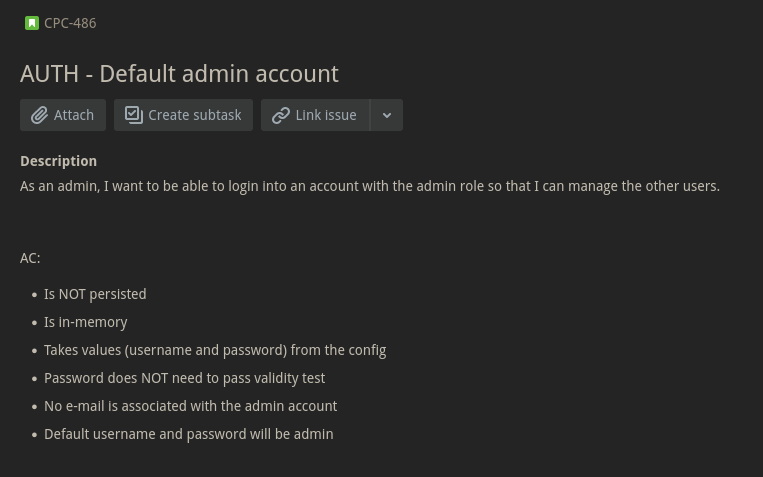 CPC-486
AUTH - Default admin account
Attach
Create subtask
Link issue
Description
As an admin, I want to be able to login into an account with the admin role so that I can manage the other users.
AC:
• Is NOT persisted
• Is in-memory
• Takes values (username and password) from the config
• Password does NOT need to pass validity test
• No e-mail is associated with the admin account
• Default username and password will be admin